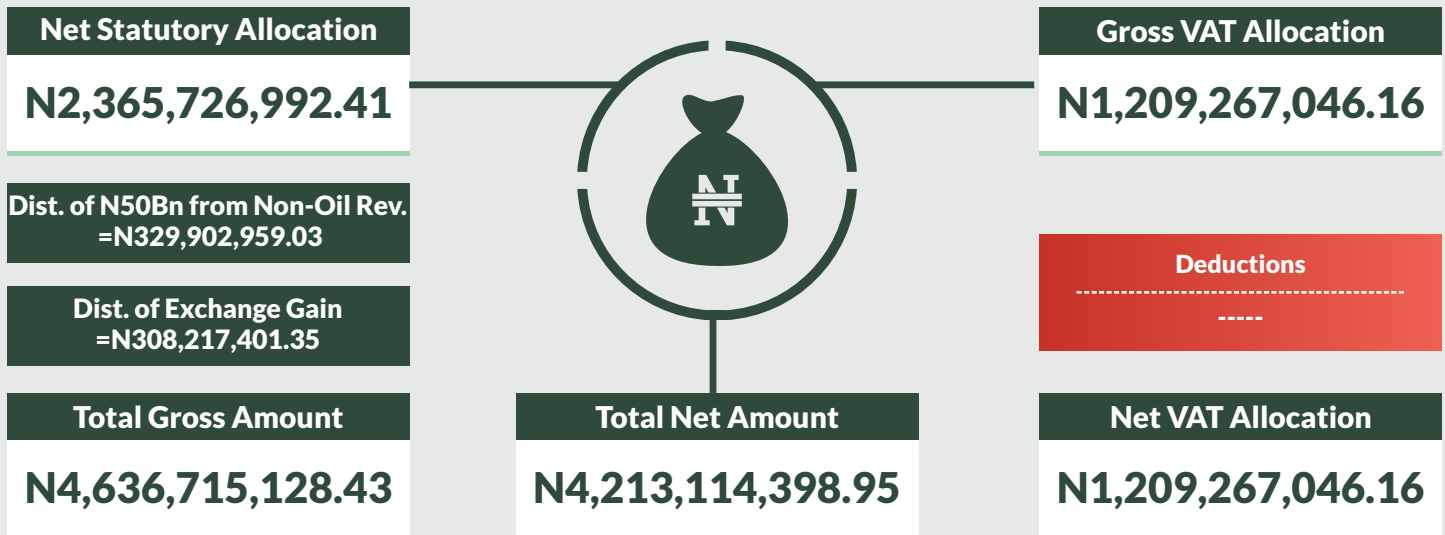 Net Statutory Allocation
N2,365,726,992.41
Dist. of N50Bn from Non-Oil Rev.
=N329,902,959.03
Dist. of Exchange Gain
=N308,217,401.35
Total Gross Amount
N4,636,715,128.43
₦
Total Net Amount
N4,213,114,398.95
Gross VAT Allocation
N1,209,267,046.16
Deductions
---------------------------------------------
-----
Net VAT Allocation
N1,209,267,046.16